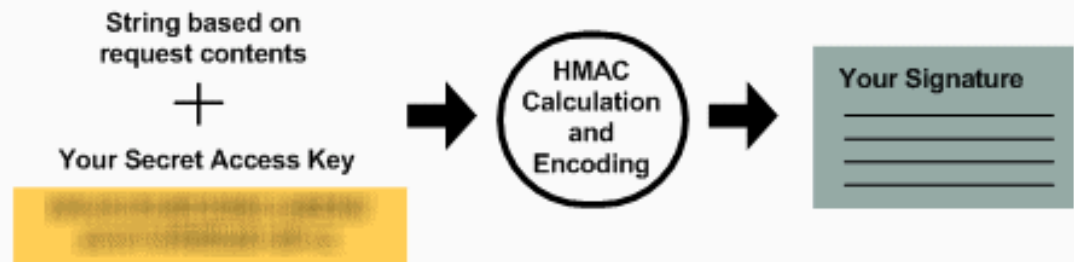 String based on
request contents
+
Your Secret Access Key
HMAC
Calculation
and
Encoding
Your Signature